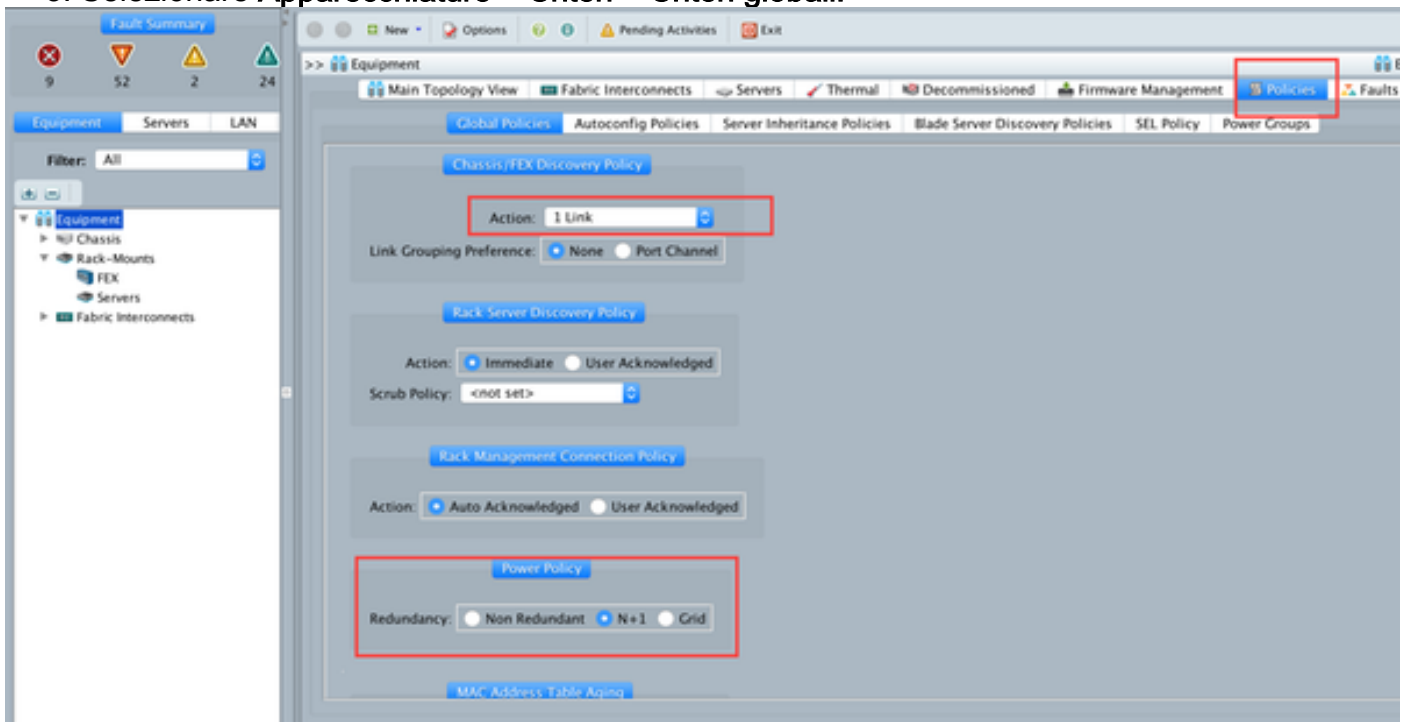 Selezionare
Fault Summary
9 52 2 24
New Options Pending Activities Exit
>> Equipment
Main Topology View Fabric Interconnects Servers Thermal Decommissioned Firmware Management Policies Faults
Equipment Servers LAN
Global Policies Autoconfig Policies Server Inheritance Policies Blade Server Discovery Policies SEL Policy Power Groups
Filter: All
Chassis/FEX Discovery Policy
Action: 1 Link
Link Grouping Preference: None Port Channel
Equipment
Chassis
Rack-Mounts
FEX
Servers
Fabric Interconnects
Rack Server Discovery Policy
Action: Immediate User Acknowledged
Scrub Policy: <not set>
Rack Management Connection Policy
Action: Auto Acknowledged User Acknowledged
Power Policy
Redundancy: Non Redundant N+1 Grid
MAC Address Table Aging